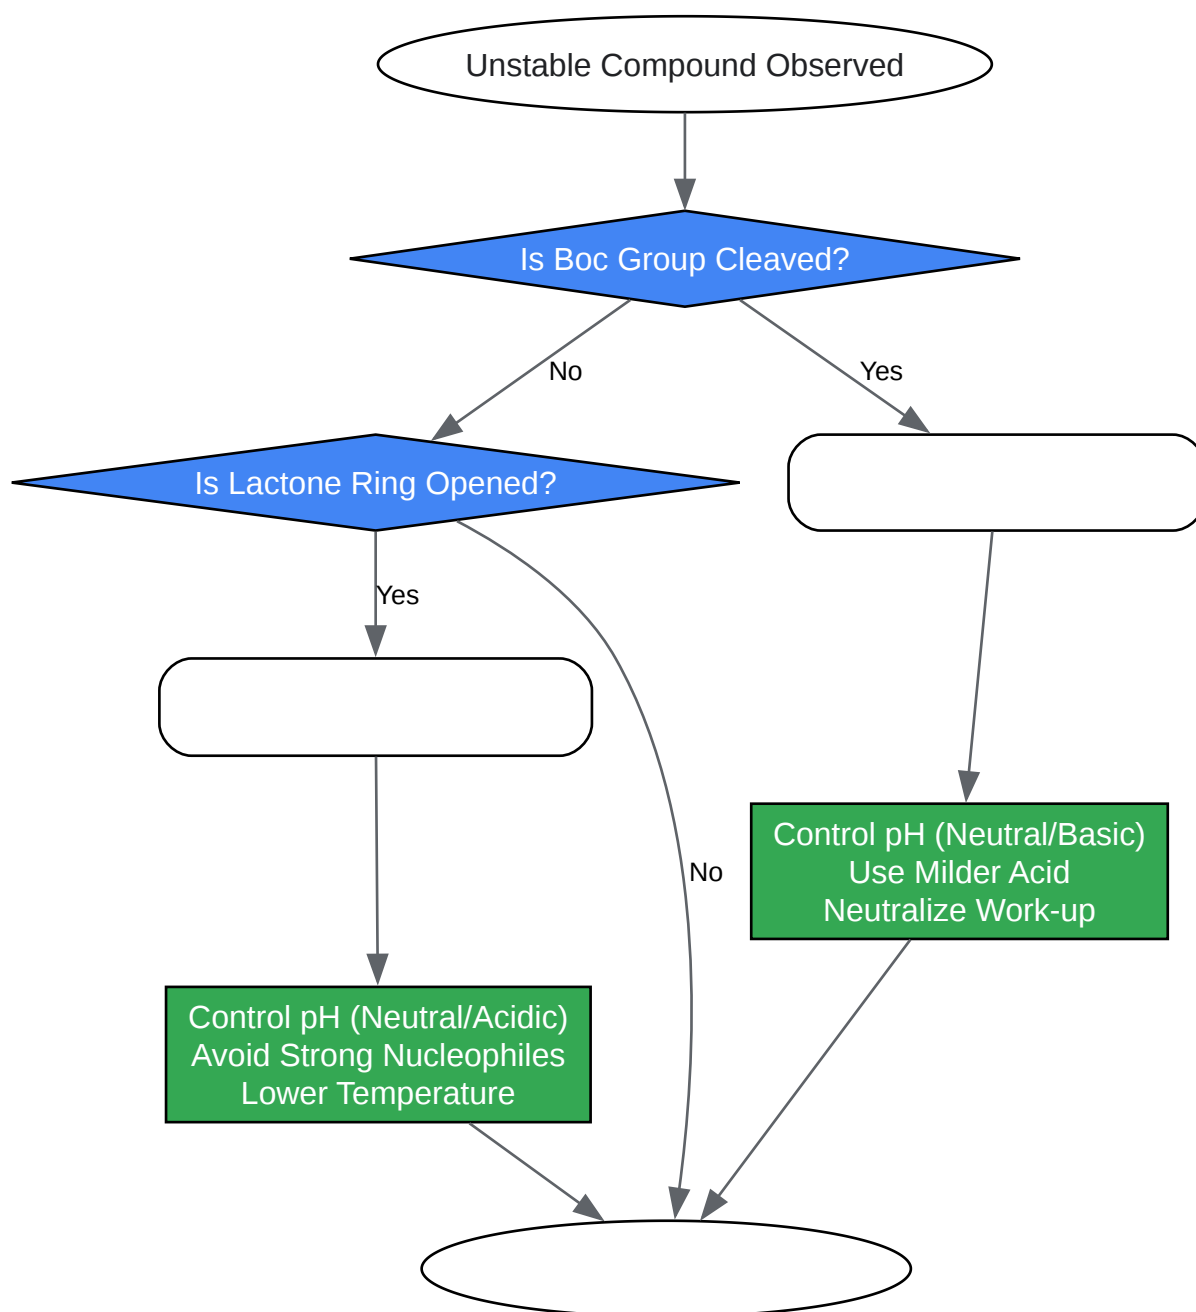 Unstable Compound Observed
Is Boc Group Cleaved?
No
Yes
Is Lactone Ring Opened?
Yes
Control pH (Neutral/Basic)
Use Milder Acid
Neutralize Work-up
No
Control pH (Neutral/Acidic)
Avoid Strong Nucleophiles
Lower Temperature